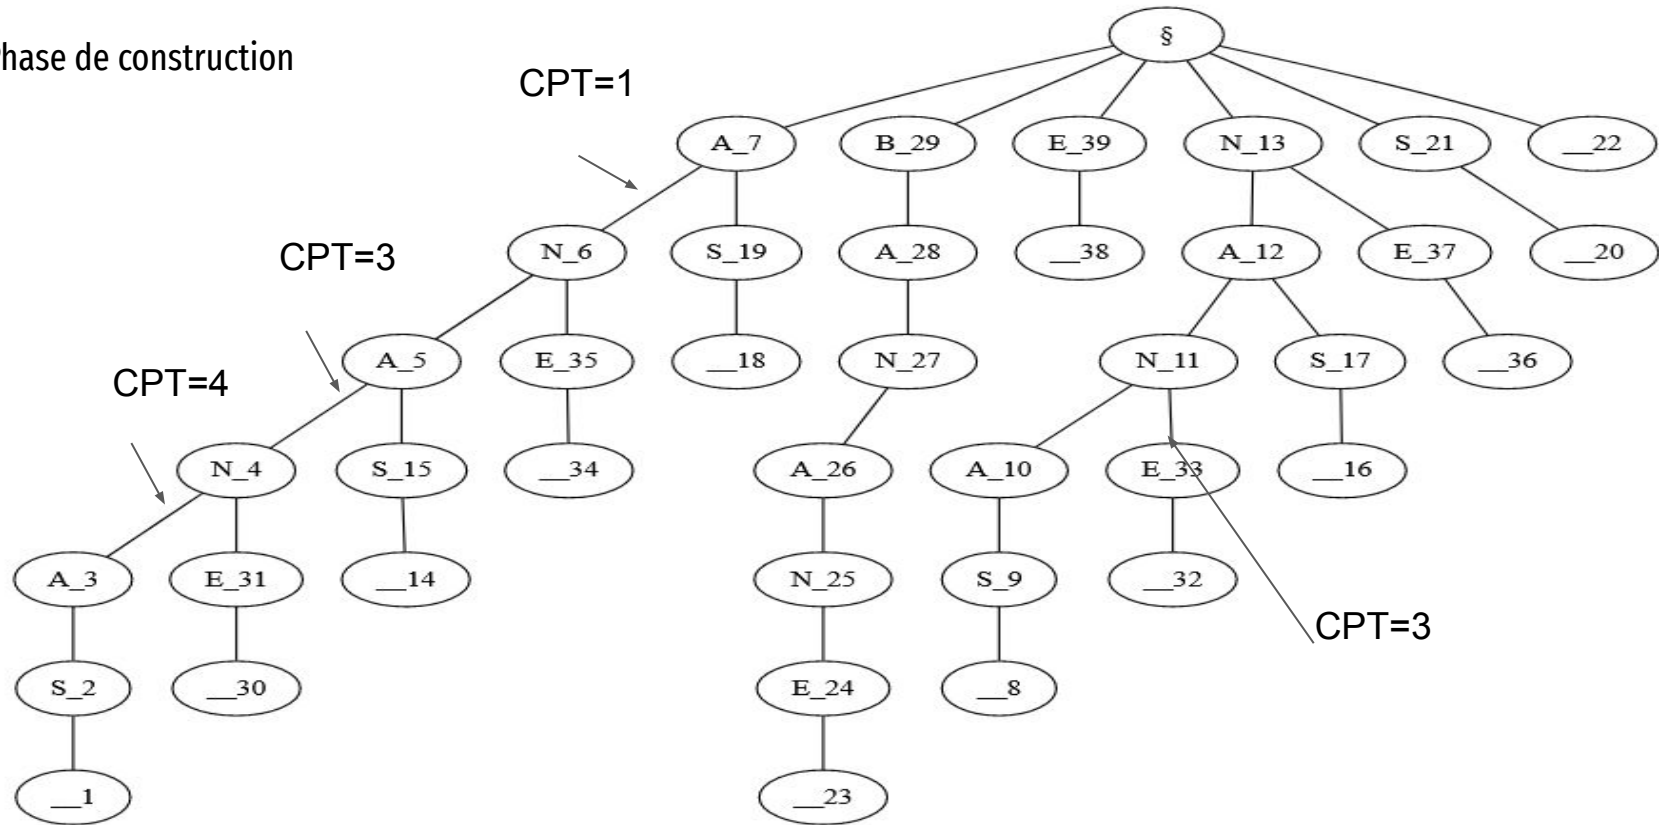 Phase de construction
§
CPT=1
A_7 B_29 E_39 N_13 S_21 __22
CPT=3
N_6 S_19 A_28 __38 A_12 E_37 __20
CPT=4
A_5 E_35 __18 N_27 N_11 S_17 __36
N_4 S_15 __34 A_26 A_10 E_33 __16
A_3 E_31 __14 N_25 S_9 __32
CPT=3
S_2 __30 E_24 __8
__1 __23